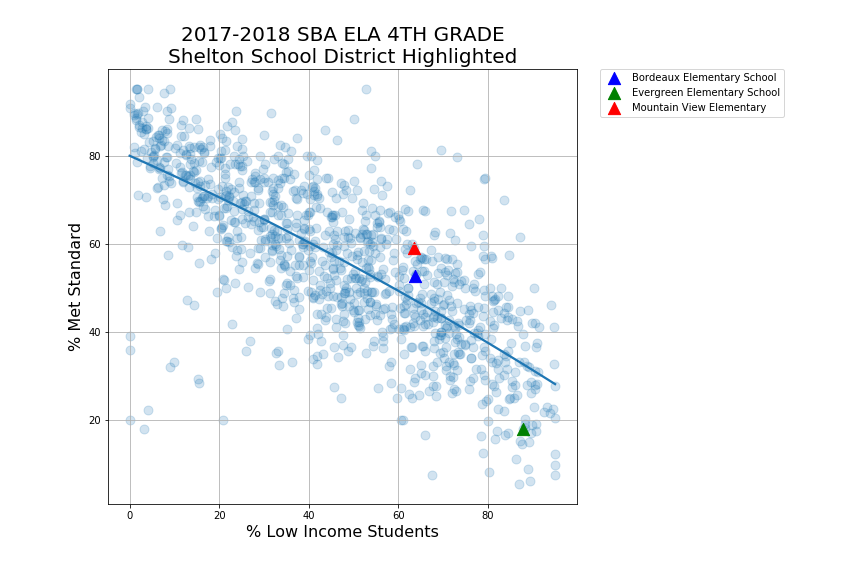 2017-2018 SBA ELA 4TH GRADE
Shelton School District Highlighted
Bordeaux Elementary School
Evergreen Elementary School
Mountain View Elementary
% Met Standard
80
60
40
20
0 20 40 60 80
% Low Income Students